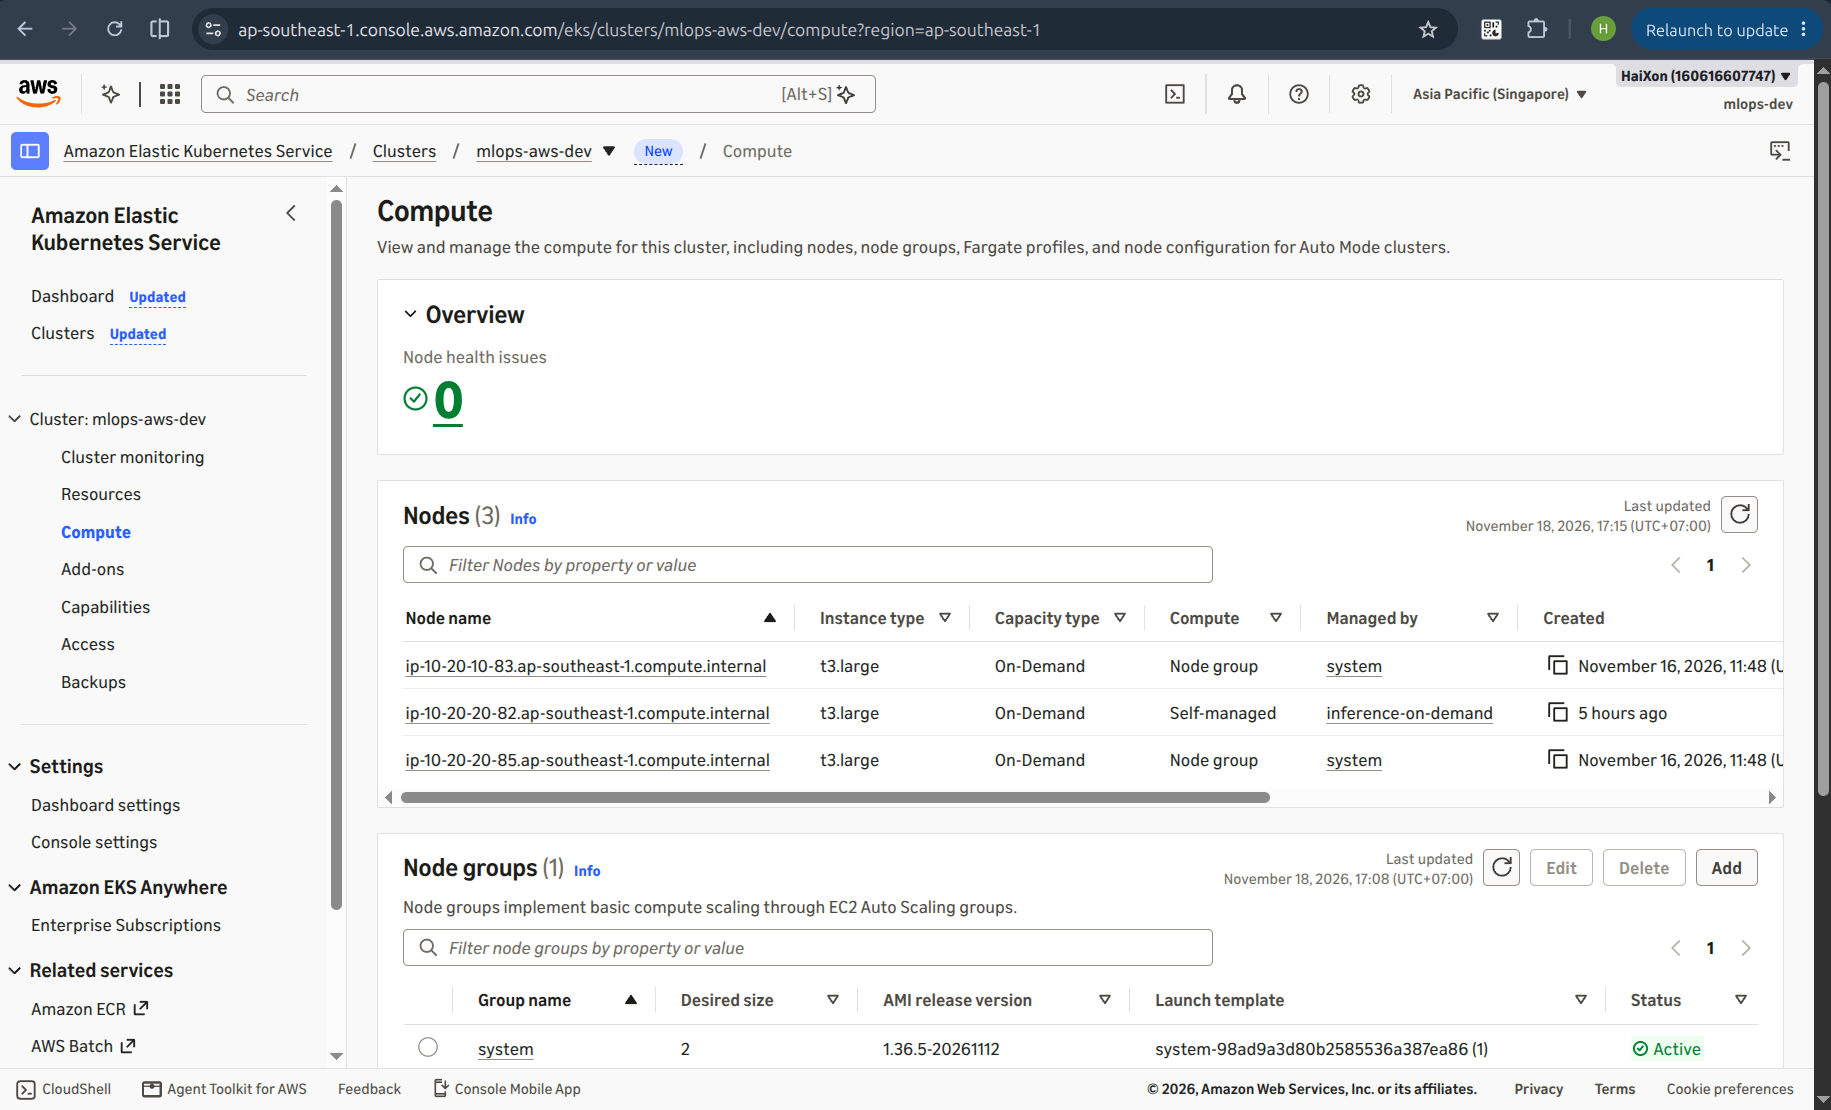 ap-southeast-1.console.aws.amazon.com/eks/clusters/mlops-aws-dev/compute?region=ap-southeast-1
H
Relaunch to update
aws
Search
[Alt+S]
Asia Pacific (Singapore)
HaiXon (160616607747)
mlops-dev
Amazon Elastic Kubernetes Service / Clusters / mlops-aws-dev New / Compute
Amazon Elastic
Kubernetes Service
Dashboard Updated
Clusters Updated
Cluster: mlops-aws-dev
Cluster monitoring
Resources
Compute
Add-ons
Capabilities
Access
Backups
Settings
Dashboard settings
Console settings
Amazon EKS Anywhere
Enterprise Subscriptions
Related services
Amazon ECR
AWS Batch
Compute
View and manage the compute for this cluster, including nodes, node groups, Fargate profiles, and node configuration for Auto Mode clusters.
Overview
Node health issues
0
Nodes (3) Info
Last updated
November 18, 2026, 17:15 (UTC+07:00)
Filter Nodes by property or value
1
Node name Instance type Capacity type Compute Managed by Created
ip-10-20-10-83.ap-southeast-1.compute.internal t3.large On-Demand Node group system November 16, 2026, 11:48 (U
ip-10-20-20-82.ap-southeast-1.compute.internal t3.large On-Demand Self-managed inference-on-demand 5 hours ago
ip-10-20-20-85.ap-southeast-1.compute.internal t3.large On-Demand Node group system November 16, 2026, 11:48 (U
Node groups (1) Info
Last updated
November 18, 2026, 17:08 (UTC+07:00)
Edit
Delete
Add
Node groups implement basic compute scaling through EC2 Auto Scaling groups.
Filter node groups by property or value
1
Group name Desired size AMI release version Launch template Status
system 2 1.36.5-20261112 system-98ad9a3d80b2585536a387ea86 (1) Active
CloudShell Agent Toolkit for AWS Feedback Console Mobile App © 2026, Amazon Web Services, Inc. or its affiliates. Privacy Terms Cookie preferences